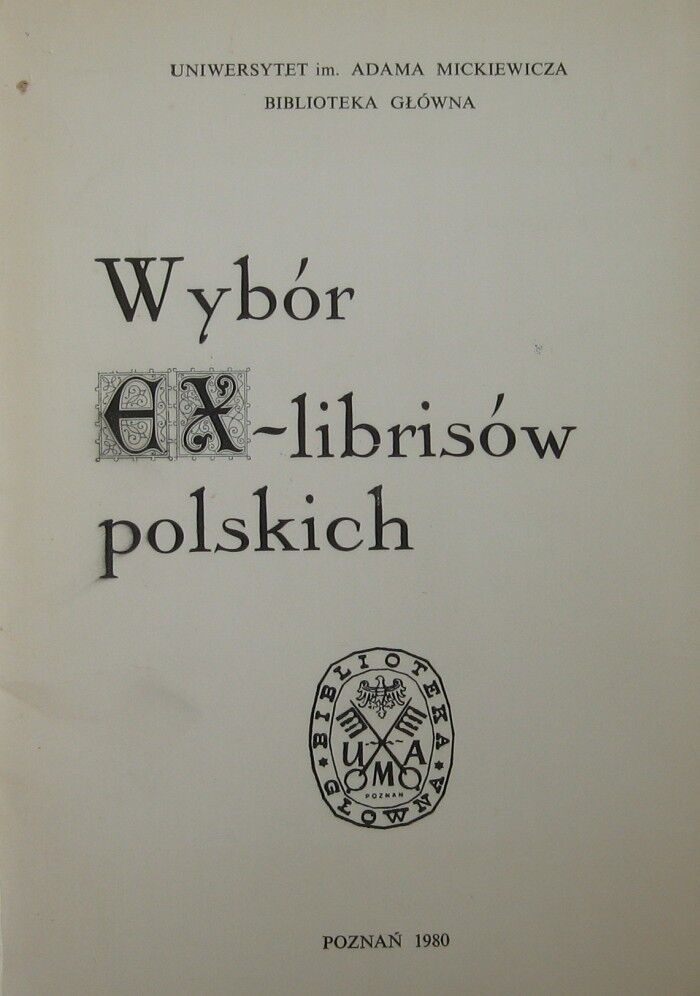 UNIWERSYTET im. ADAMA MICKIEWICZA
BIBLIOTEKA GŁÓWNA
Wybór
EX-librisów
polskich
BIBLIOTEKA
UAM
POZNAŃ
GŁÓWNA
POZNAŃ 1980